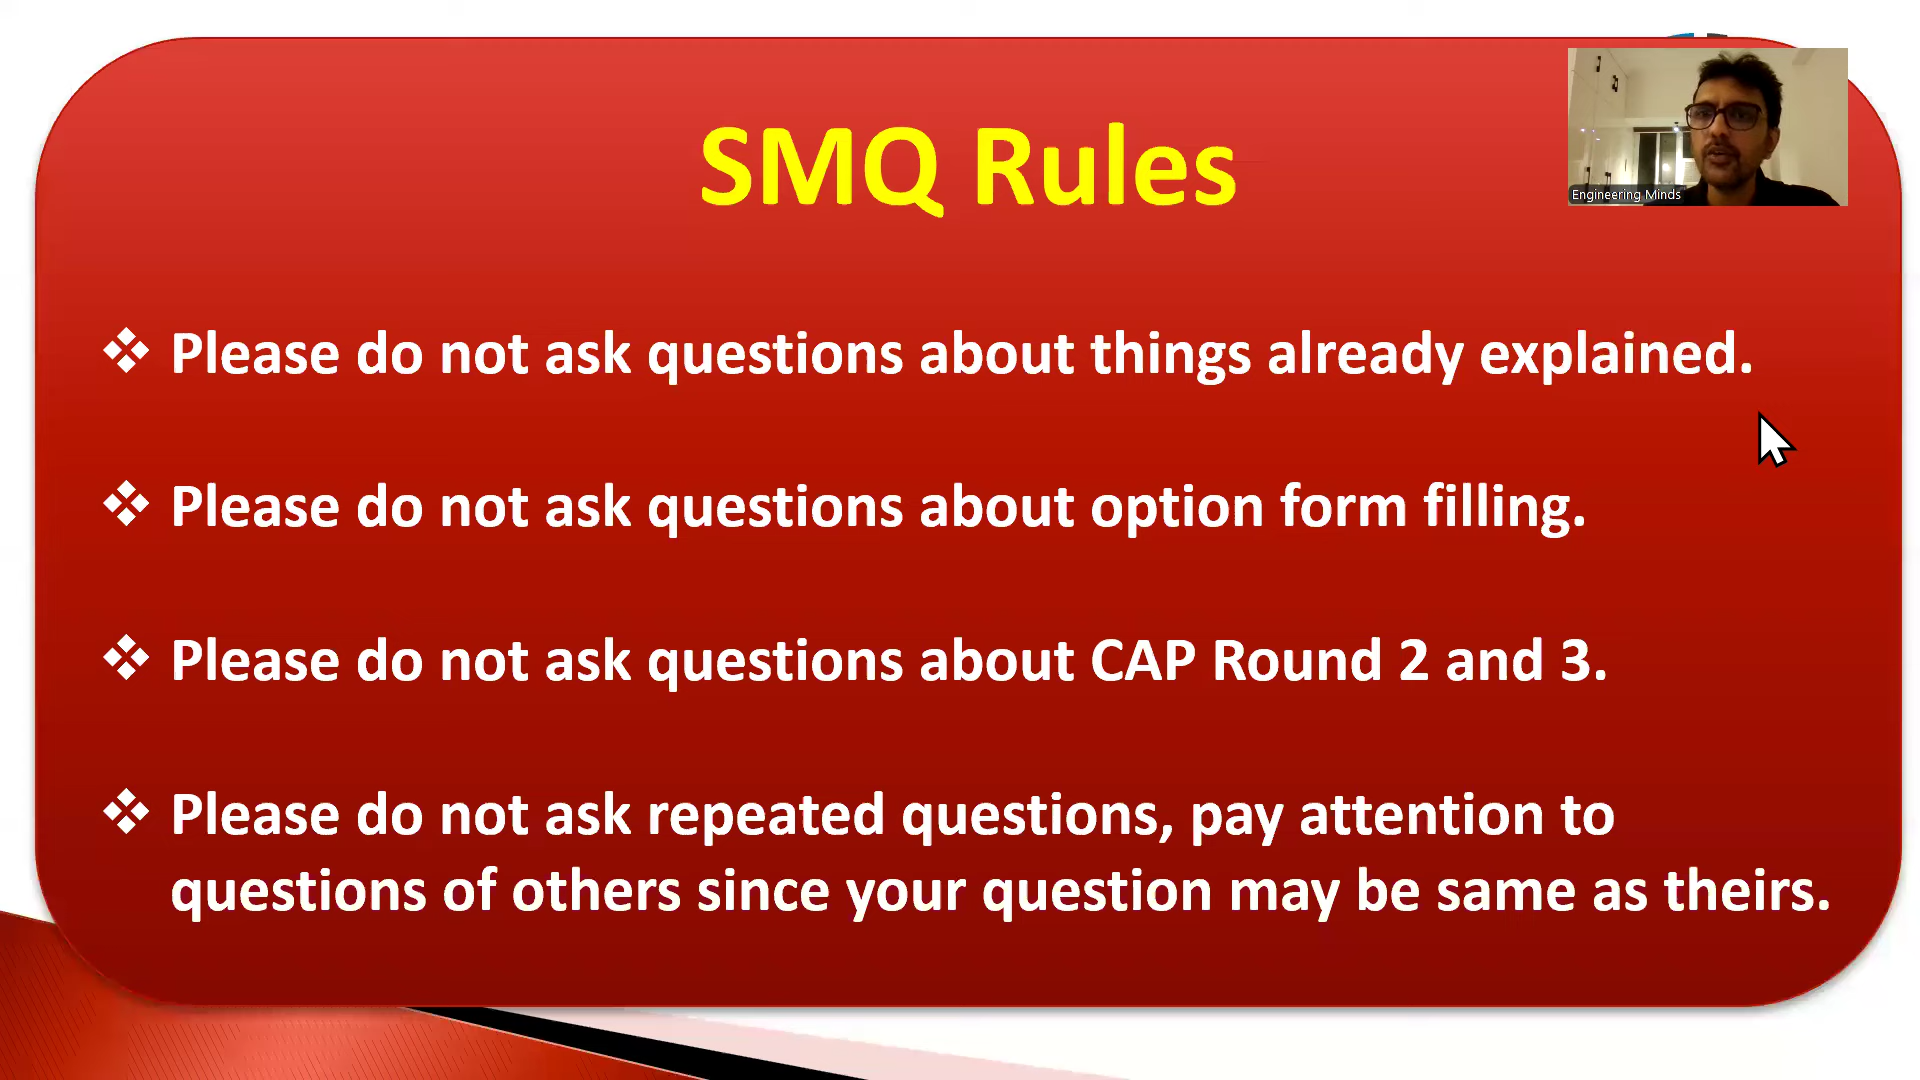 SMQ Rules
Engineering Minds
❖ Please do not ask questions about things already explained.
❖ Please do not ask questions about option form filling.
❖ Please do not ask questions about CAP Round 2 and 3.
❖ Please do not ask repeated questions, pay attention to
questions of others since your question may be same as theirs.